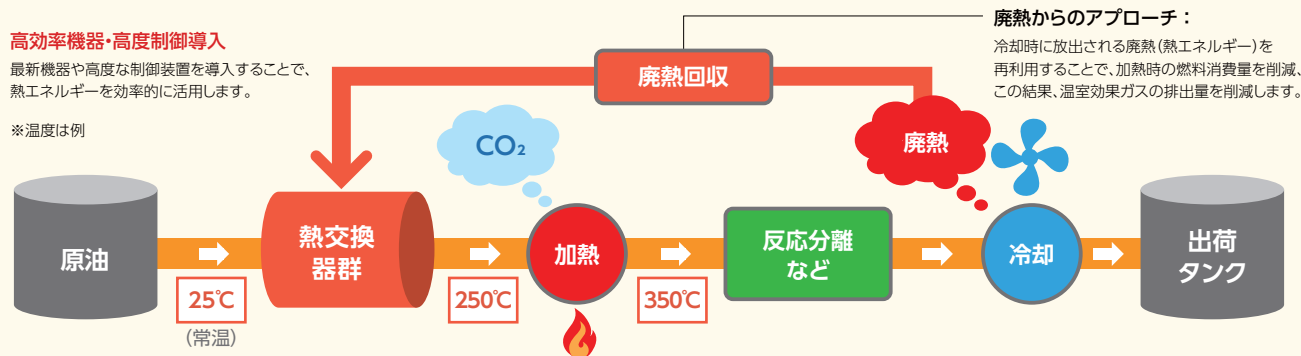 高効率機器・高度制御導入
最新機器や高度な制御装置を導入することで、
熱エネルギーを効率的に活用します。
※温度は例
廃熱からのアプローチ：
冷却時に放出される廃熱（熱エネルギー）を
再利用することで、加熱時の燃料消費量を削減、
この結果、温室効果ガスの排出量を削減します。
廃熱回収
CO₂
廃熱
原油
熱交換
器群
加熱
反応分離
など
冷却
出荷
タンク
25℃
（常温）
250℃
350℃